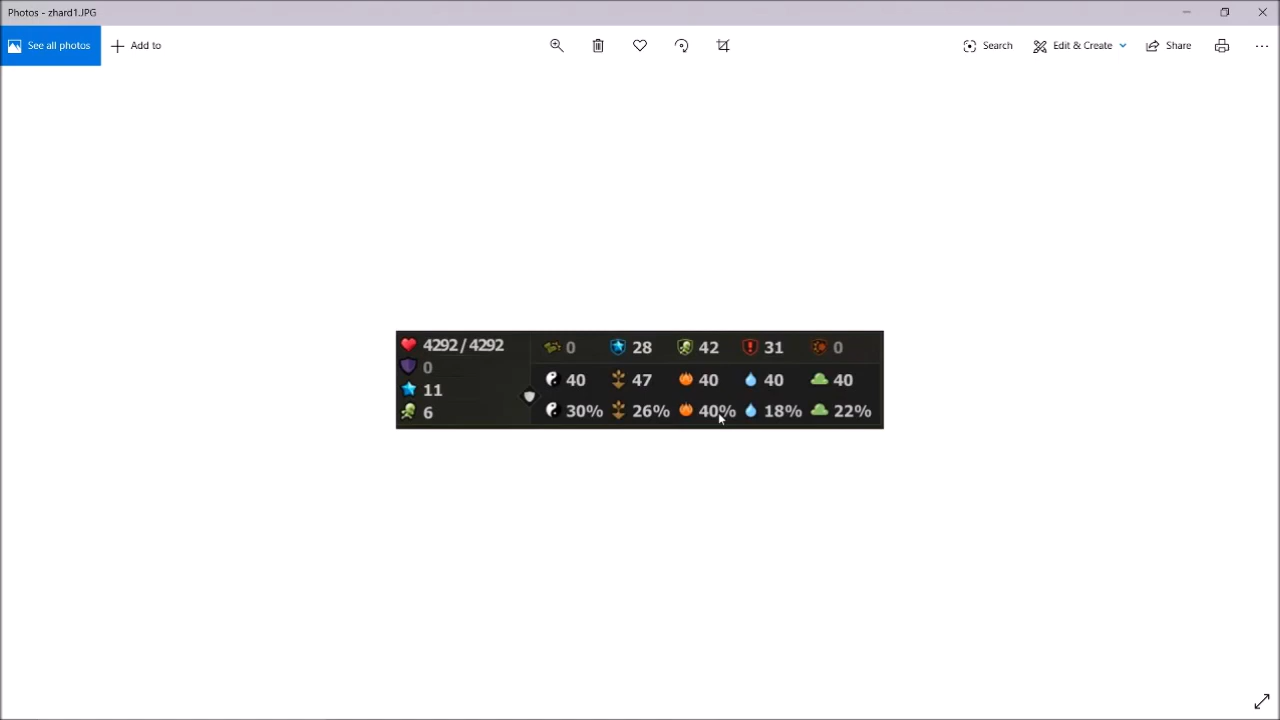 Photos - zhard1.JPG
See all photos
Add to
Search
Edit & Create
Share
4292 / 4292
0
11
6
0 28 42 31 0
40 47 40 40 40
30% 26% 40% 18% 22%